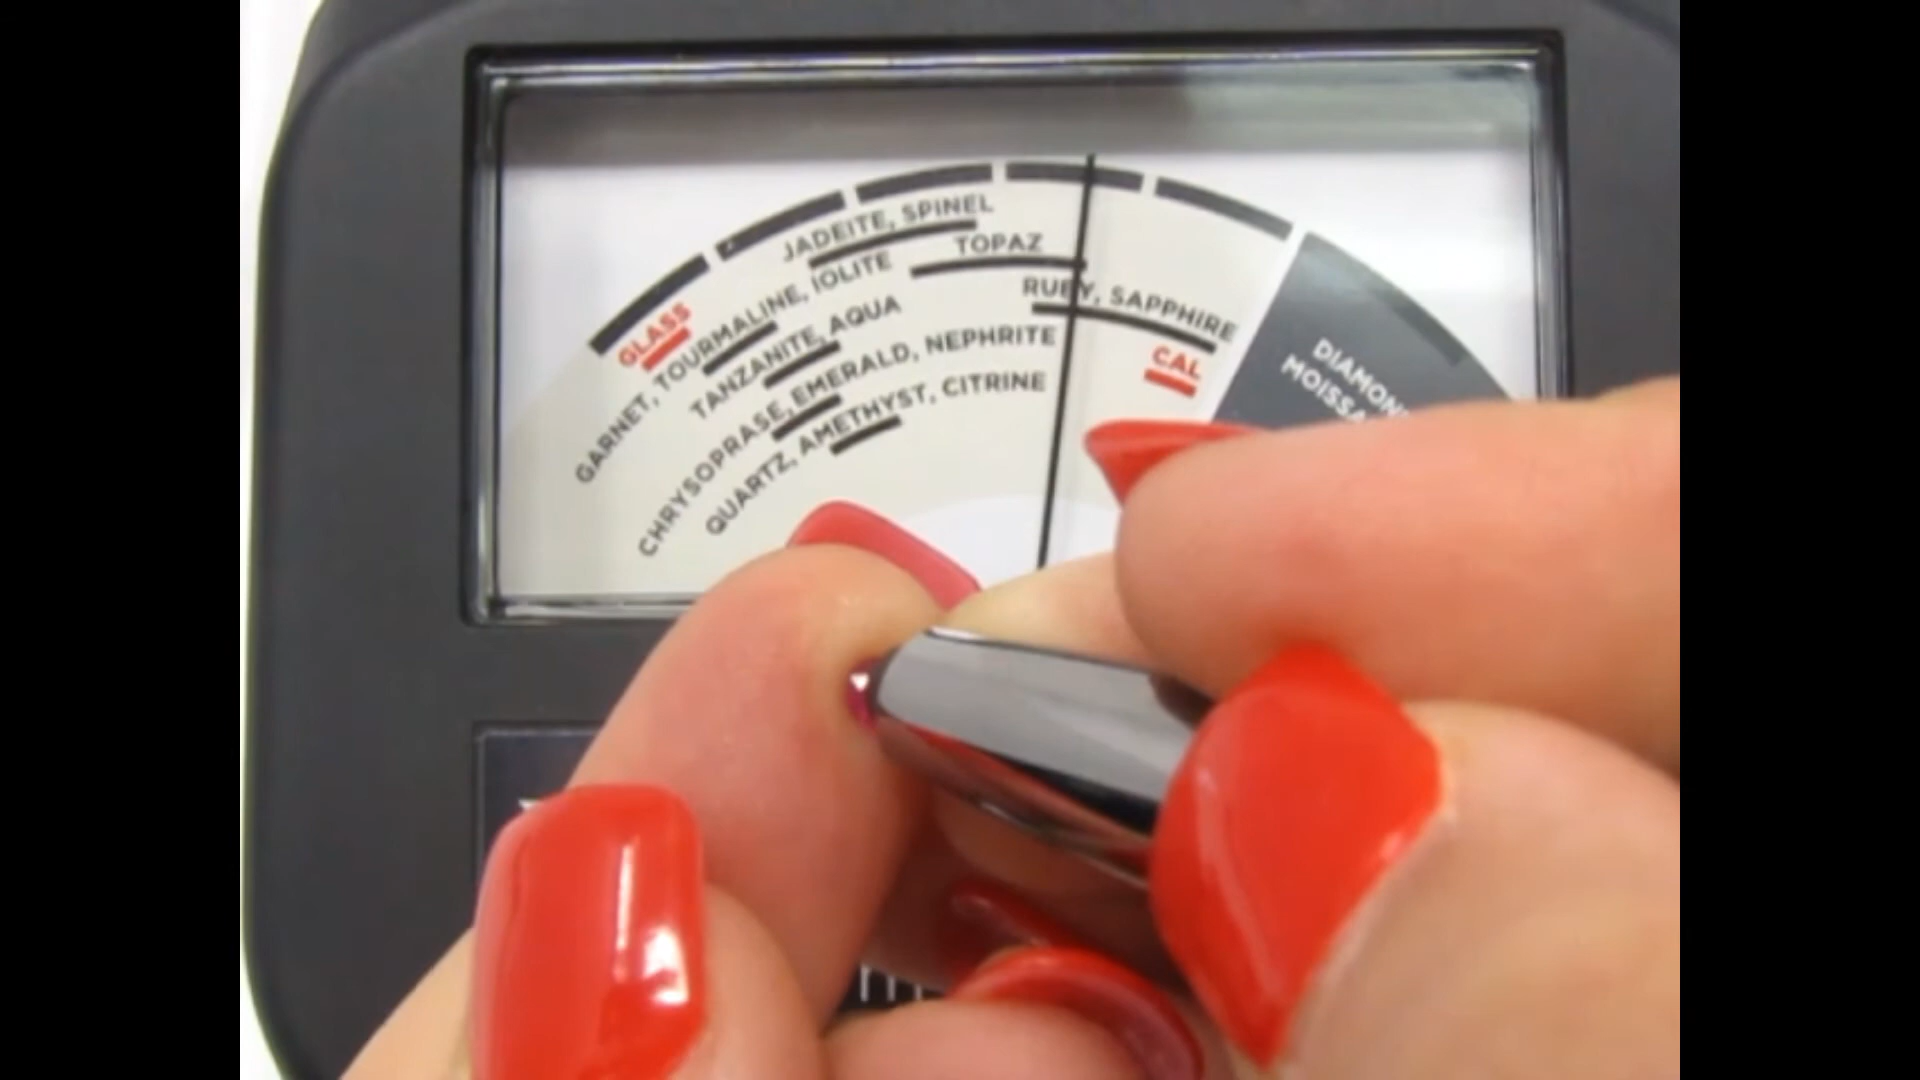 JADEITE, SPINEL
TOPAZ
GLASS
GARNET, TOURMALINE, IOLITE
RUBY, SAPPHIRE
TANZANITE, AQUA
CHRYSOPRASE, EMERALD, NEPHRITE
CAL
QUARTZ, AMETHYST, CITRINE